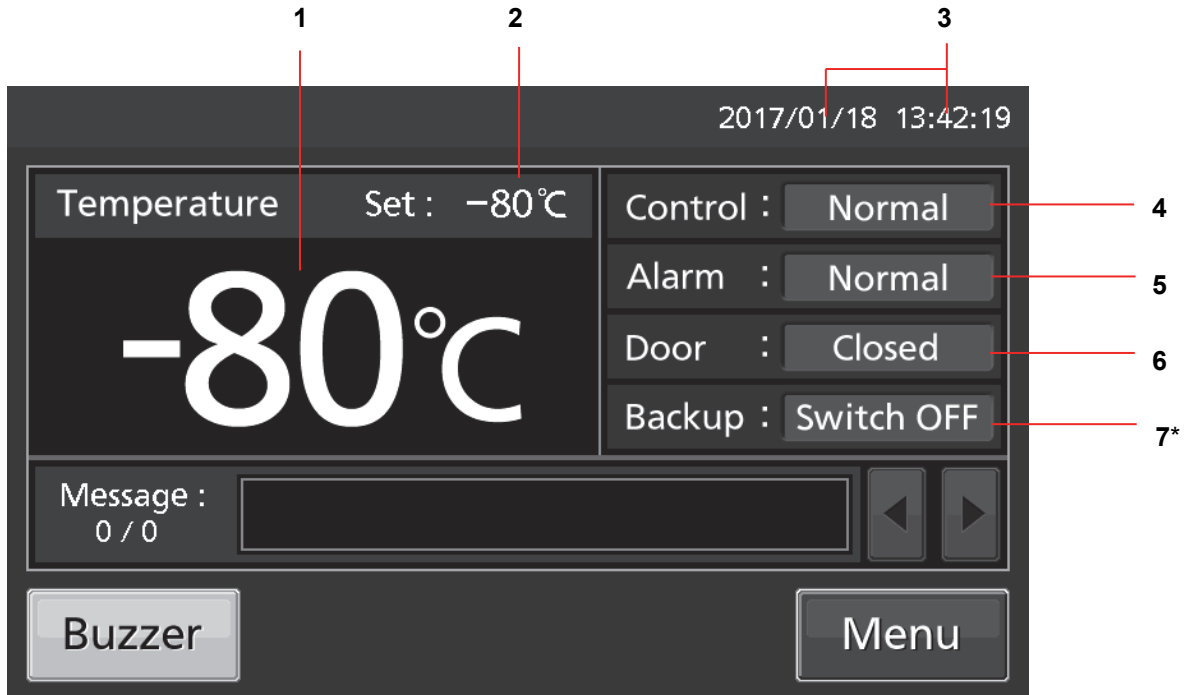 1 2 3
2017/01/18 13:42:19
Temperature Set : -80℃
-80℃
Control : Normal 4
Alarm : Normal 5
Door : Closed 6
Backup : Switch OFF 7*
Message :
0 / 0
Buzzer Menu